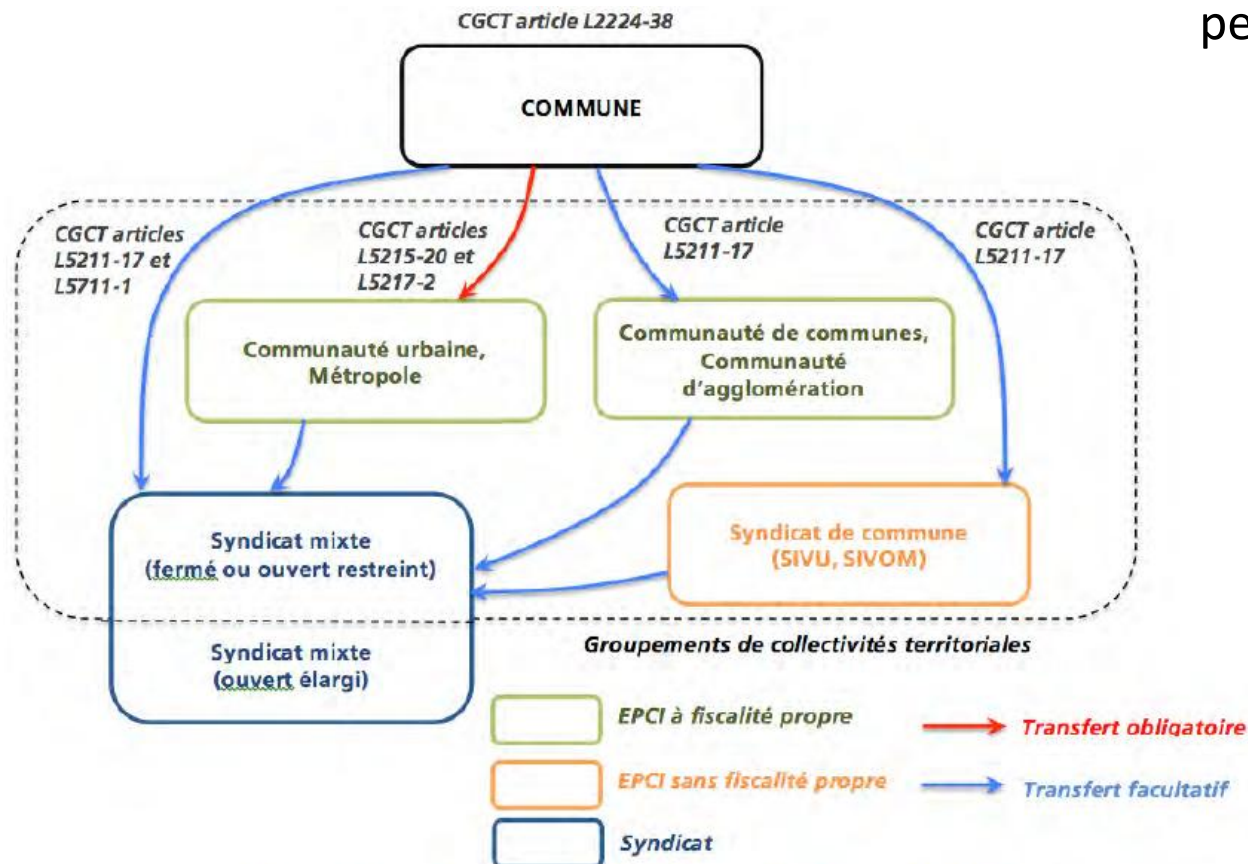 CGCT article L2224-38
pe
COMMUNE
CGCT articles
L5211-17 et
L5711-1
CGCT articles
L5215-20 et
L5217-2
CGCT article
L5211-17
CGCT article
L5211-17
Communauté urbaine,
Métropole
Communauté de communes,
Communauté
d'agglomération
Syndicat mixte
(fermé ou ouvert restreint)
Syndicat de commune
(SIVU, SIVOM)
Syndicat mixte
(ouvert élargi)
Groupements de collectivités territoriales
EPCI à fiscalité propre
Transfert obligatoire
EPCI sans fiscalité propre
Transfert facultatif
Syndicat